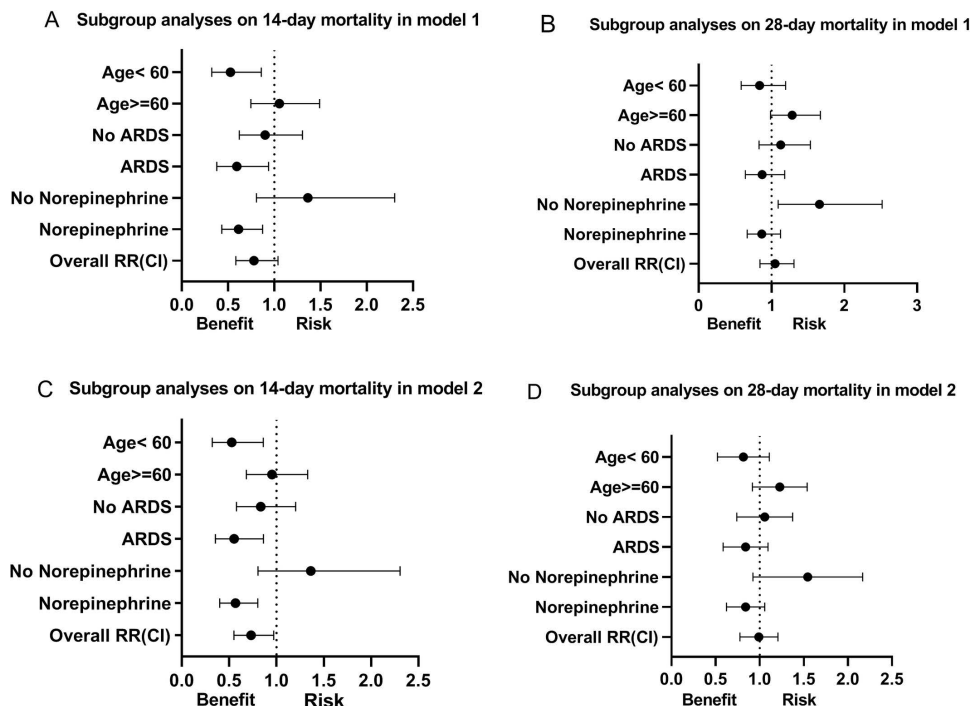 A Subgroup analyses on 14-day mortality in model 1
Age< 60
Age>=60
No ARDS
ARDS
No Norepinephrine
Norepinephrine
Overall RR(CI)
0.0 0.5 1.0 1.5 2.0 2.5
Benefit Risk
B Subgroup analyses on 28-day mortality in model 1
Age< 60
Age>=60
No ARDS
ARDS
No Norepinephrine
Norepinephrine
Overall RR(CI)
0 1 2 3
Benefit Risk
C Subgroup analyses on 14-day mortality in model 2
Age< 60
Age>=60
No ARDS
ARDS
No Norepinephrine
Norepinephrine
Overall RR(CI)
0.0 0.5 1.0 1.5 2.0 2.5
Benefit Risk
D Subgroup analyses on 28-day mortality in model 2
Age< 60
Age>=60
No ARDS
ARDS
No Norepinephrine
Norepinephrine
Overall RR(CI)
0.0 0.5 1.0 1.5 2.0 2.5
Benefit Risk